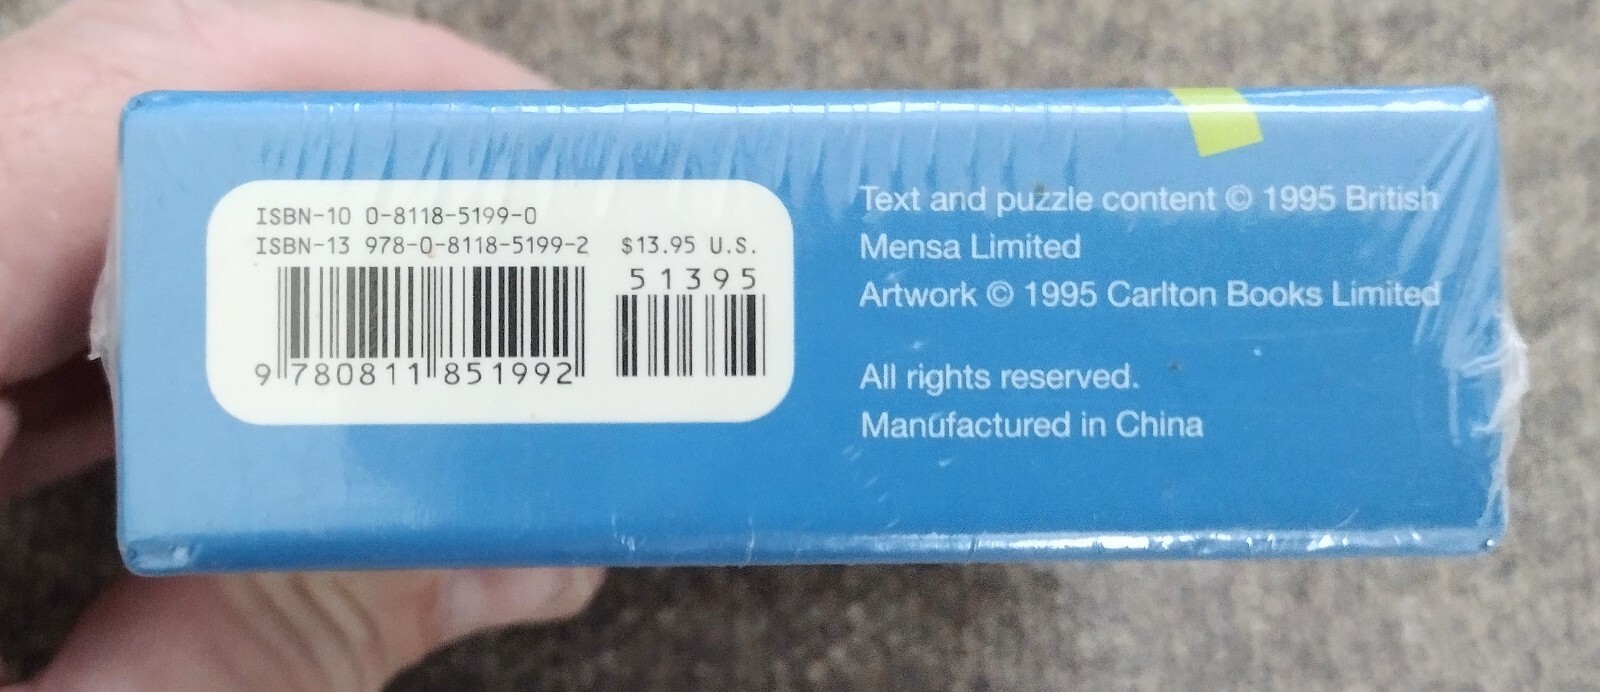 ISBN-10 0-8118-5199-0
ISBN-13 978-0-8118-5199-2 $13.95 U.S.
51395
9 780811 851992
Text and puzzle content © 1995 British
Mensa Limited
Artwork © 1995 Carlton Books Limited
All rights reserved.
Manufactured in China